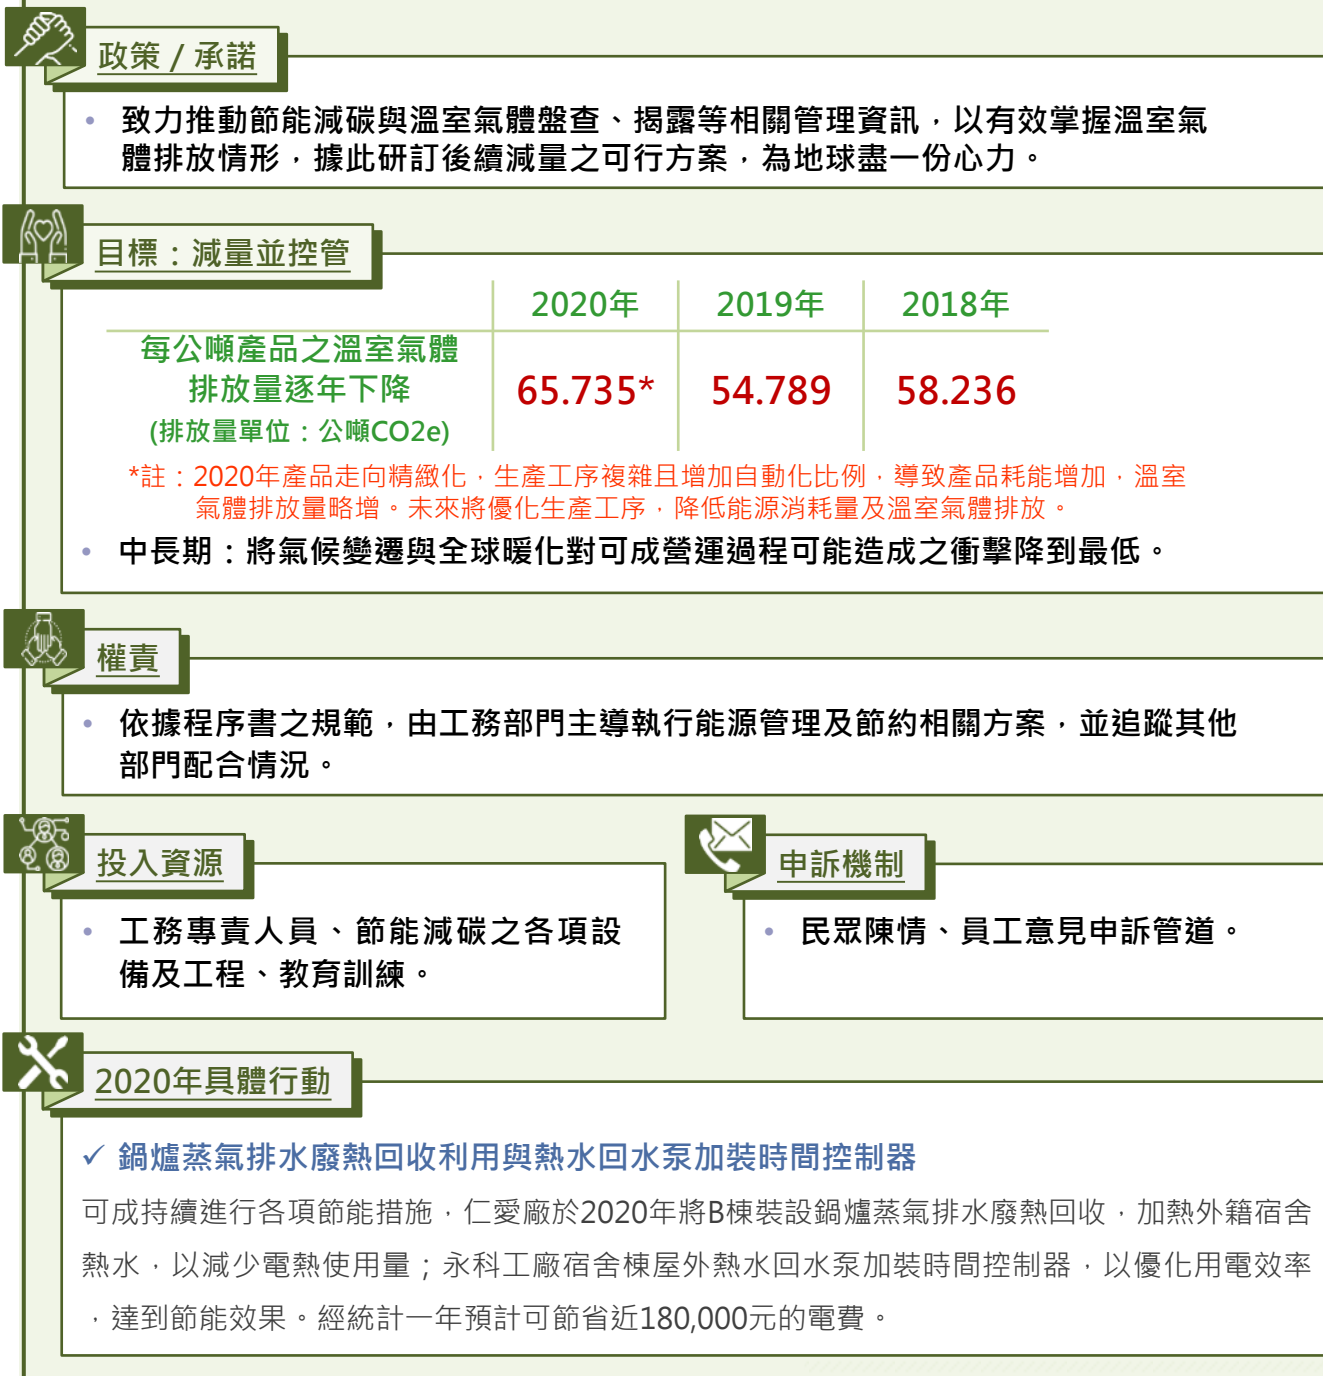 政策 / 承諾
• 致力推動節能減碳與溫室氣體盤查、揭露等相關管理資訊，以有效掌握溫室氣
體排放情形，據此研訂後續減量之可行方案，為地球盡一份心力。
目標：減量並控管
2020年 2019年 2018年
每公噸產品之溫室氣體
排放量逐年下降
(排放量單位：公噸CO2e)
65.735* 54.789 58.236
*註：2020年產品走向精緻化，生產工序複雜且增加自動化比例，導致產品耗能增加，溫室
氣體排放量略增。未來將優化生產工序，降低能源消耗量及溫室氣體排放。
• 中長期：將氣候變遷與全球暖化對可成營運過程可能造成之衝擊降到最低。
權責
• 依據程序書之規範，由工務部門主導執行能源管理及節約相關方案，並追蹤其他
部門配合情況。
投入資源
• 工務專責人員、節能減碳之各項設
備及工程、教育訓練。
申訴機制
• 民眾陳情、員工意見申訴管道。
2020年具體行動
✓ 鍋爐蒸氣排水廢熱回收利用與熱水回水泵加裝時間控制器
可成持續進行各項節能措施，仁愛廠於2020年將B棟裝設鍋爐蒸氣排水廢熱回收，加熱外籍宿舍
熱水，以減少電熱使用量；永科工廠宿舍棟屋外熱水回水泵加裝時間控制器，以優化用電效率
，達到節能效果。經統計一年預計可節省近180,000元的電費。